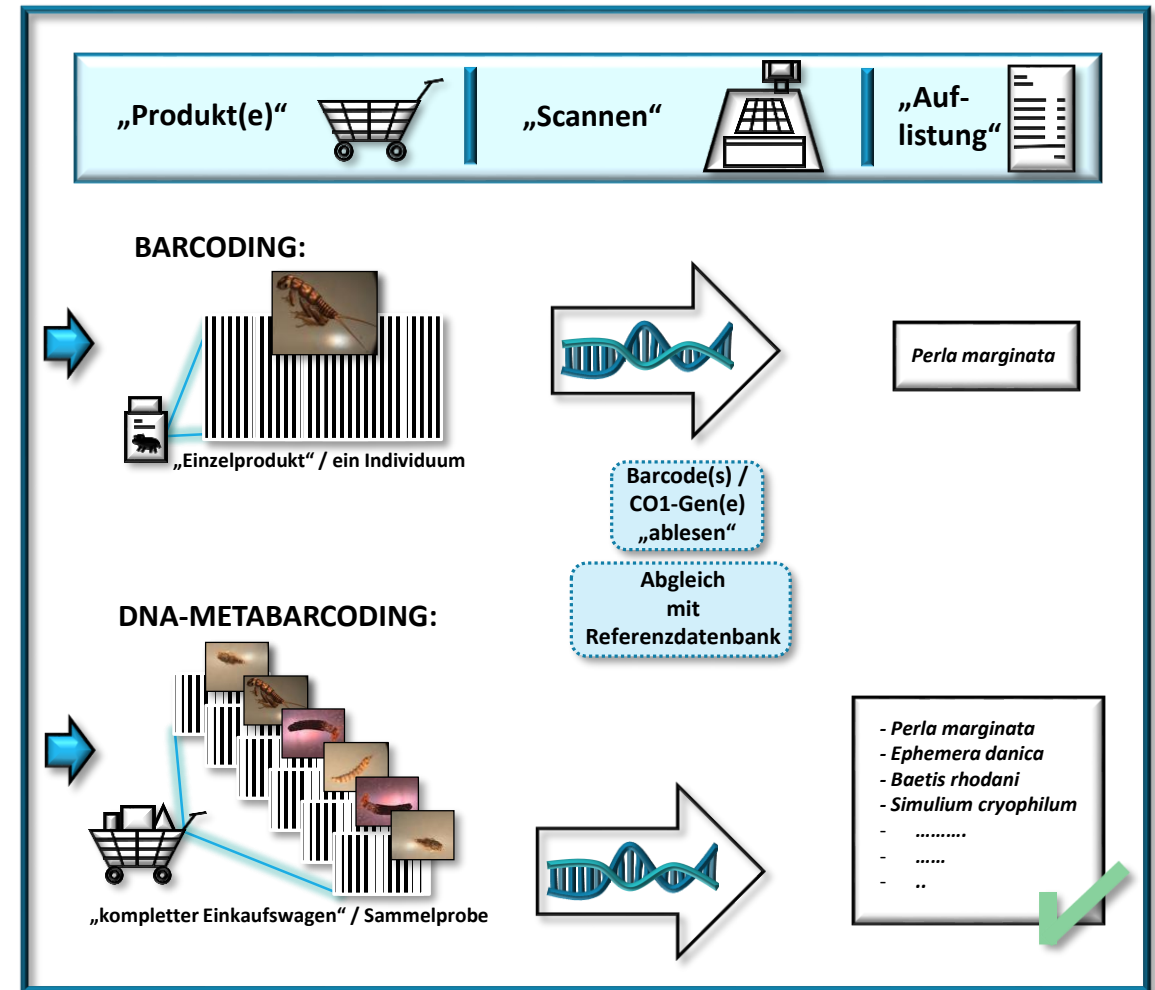 „Produkt(e)“
„Scannen“
„Auf-
listung“
BARCODING:
„Einzelprodukt“ / ein Individuum
Perla marginata
Barcode(s) /
CO1-Gen(e)
„ablesen“
Abgleich
mit
Referenzdatenbank
DNA-METABARCODING:
„kompletter Einkaufswagen“ / Sammelprobe
- Perla marginata
- Ephemera danica
- Baetis rhodani
- Simulium cryophilum
- ……….
- ……
- ..